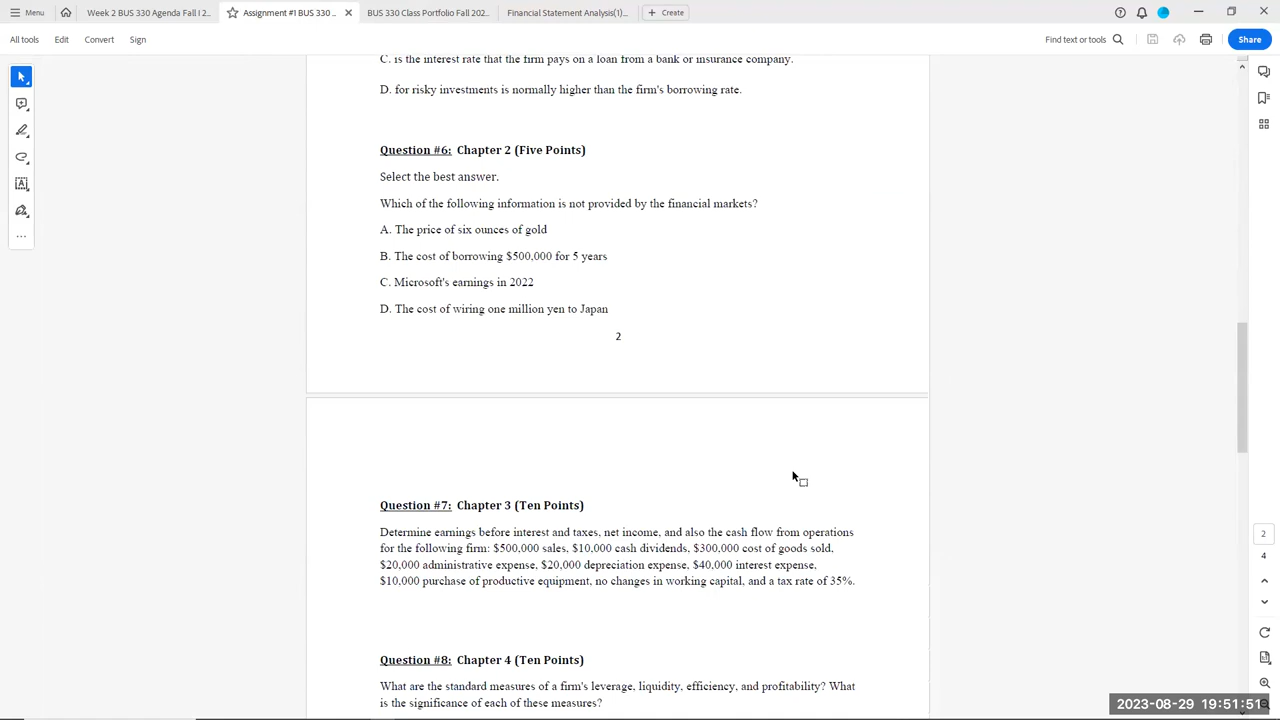 Menu
Week 2 BUS 330 Agenda Fall I 2...
Assignment #1 BUS 330 ...
BUS 330 Class Portfolio Fall 202...
Financial Statement Analysis(1)...
+ Create
All tools
Edit
Convert
Sign
Find text or tools
Share
C. is the interest rate that the firm pays on a loan from a bank or insurance company.
D. for risky investments is normally higher than the firm's borrowing rate.
Question #6: Chapter 2 (Five Points)
Select the best answer.
Which of the following information is not provided by the financial markets?
A. The price of six ounces of gold
B. The cost of borrowing $500,000 for 5 years
C. Microsoft's earnings in 2022
D. The cost of wiring one million yen to Japan
2
Question #7: Chapter 3 (Ten Points)
Determine earnings before interest and taxes, net income, and also the cash flow from operations
for the following firm: $500,000 sales, $10,000 cash dividends, $300,000 cost of goods sold,
$20,000 administrative expense, $20,000 depreciation expense, $40,000 interest expense,
$10,000 purchase of productive equipment, no changes in working capital, and a tax rate of 35%.
Question #8: Chapter 4 (Ten Points)
What are the standard measures of a firm's leverage, liquidity, efficiency, and profitability? What
is the significance of each of these measures?
2
4
2023-08-29 19:51:51